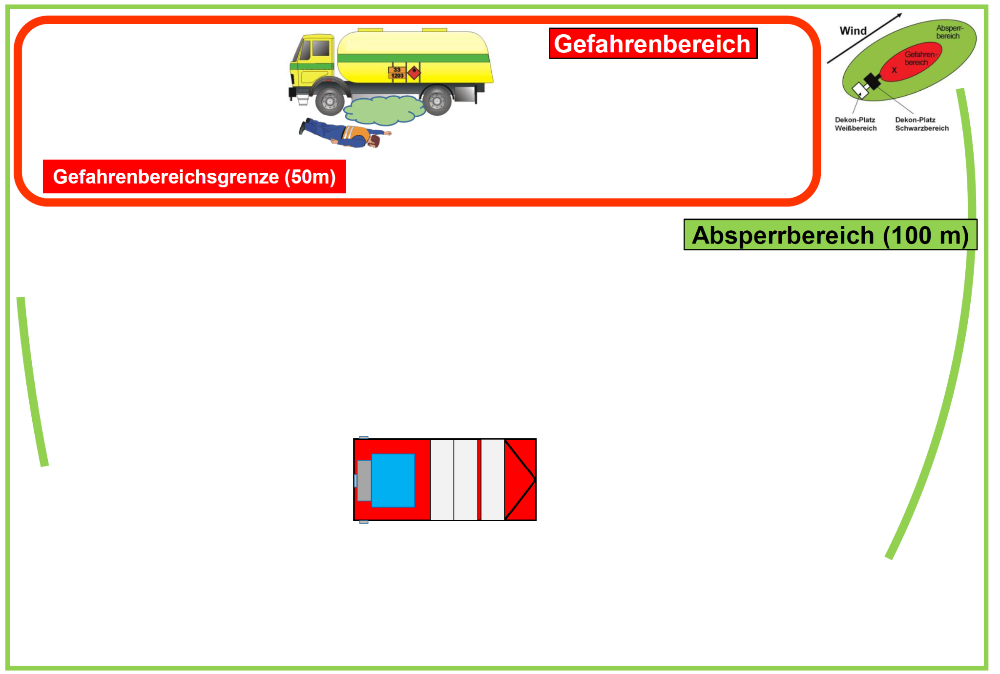 Gefahrenbereich
33
1203
Gefahrenbereichsgrenze (50m)
Wind
Absperr-
bereich
Gefahren-
bereich
X
Dekon-Platz
Weißbereich
Dekon-Platz
Schwarzbereich
Absperrbereich (100 m)